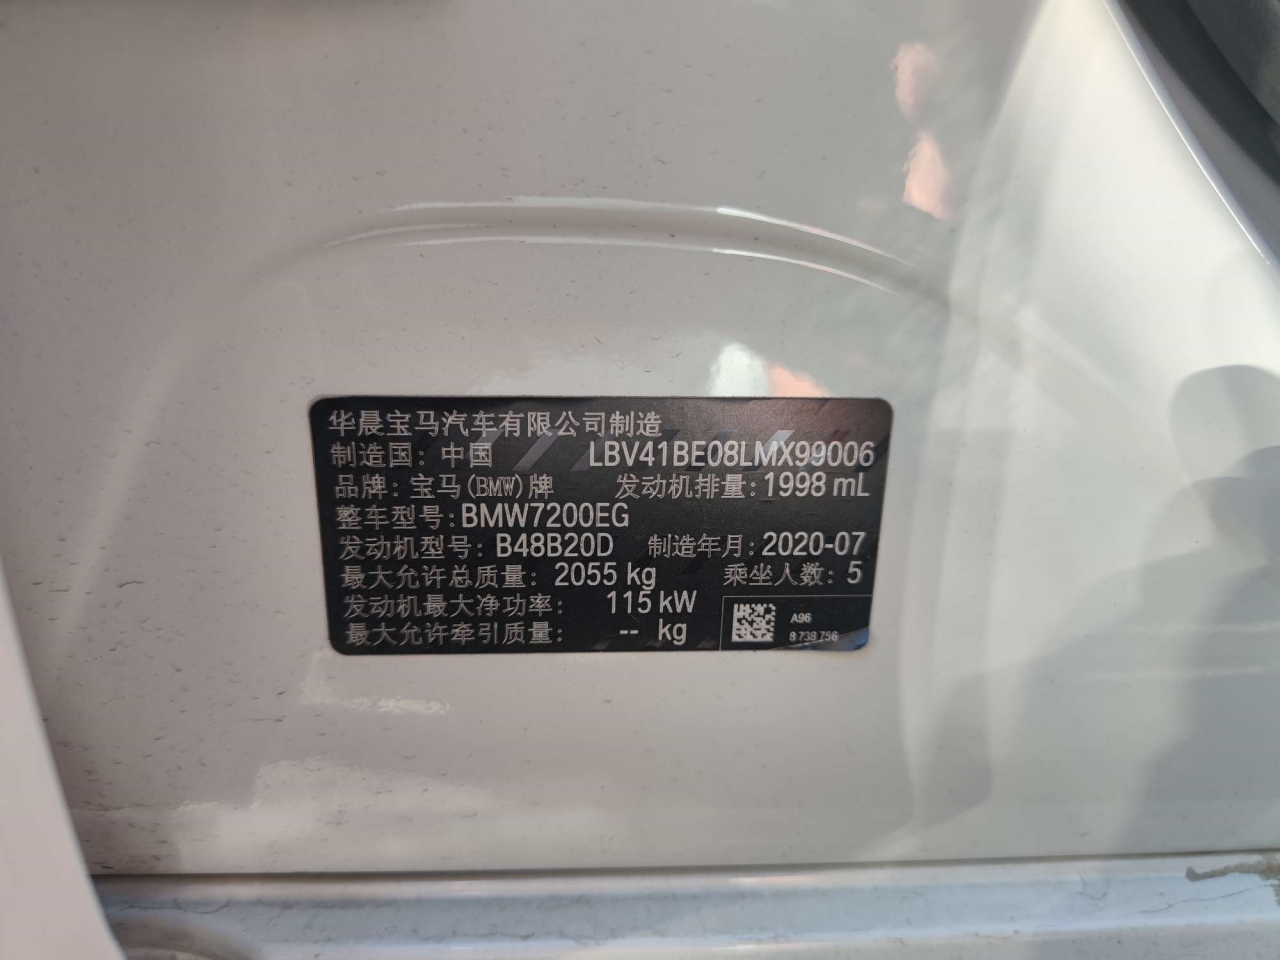 华晨宝马汽车有限公司制造
制造国：中国 LBV41BE08LMX99006
品牌：宝马(BMW)牌 发动机排量：1998 mL
整车型号：BMW7200EG
发动机型号：B48B20D 制造年月：2020-07
最大允许总质量：2055 kg 乘坐人数：5
发动机最大净功率：115 kW
最大允许牵引质量：-- kg
A96
8 738 756